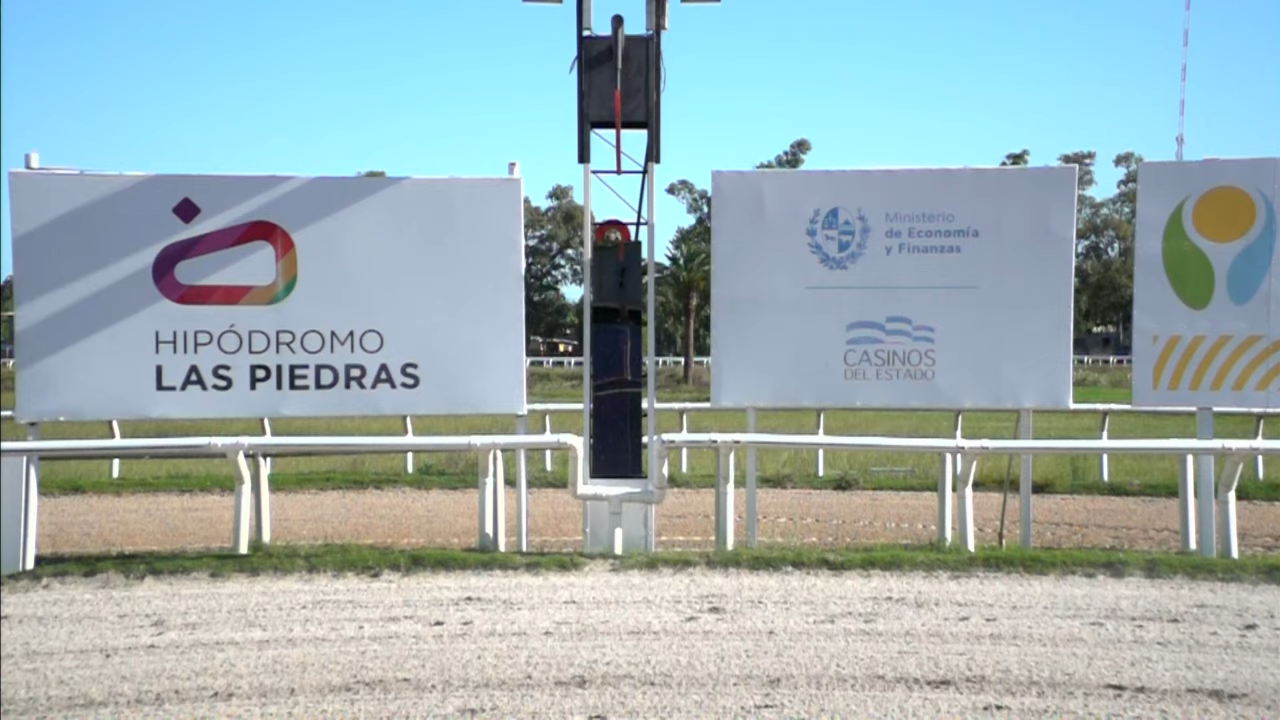 HIPÓDROMO
LAS PIEDRAS
Ministerio
de Economía
y Finanzas
CASINOS
DEL ESTADO